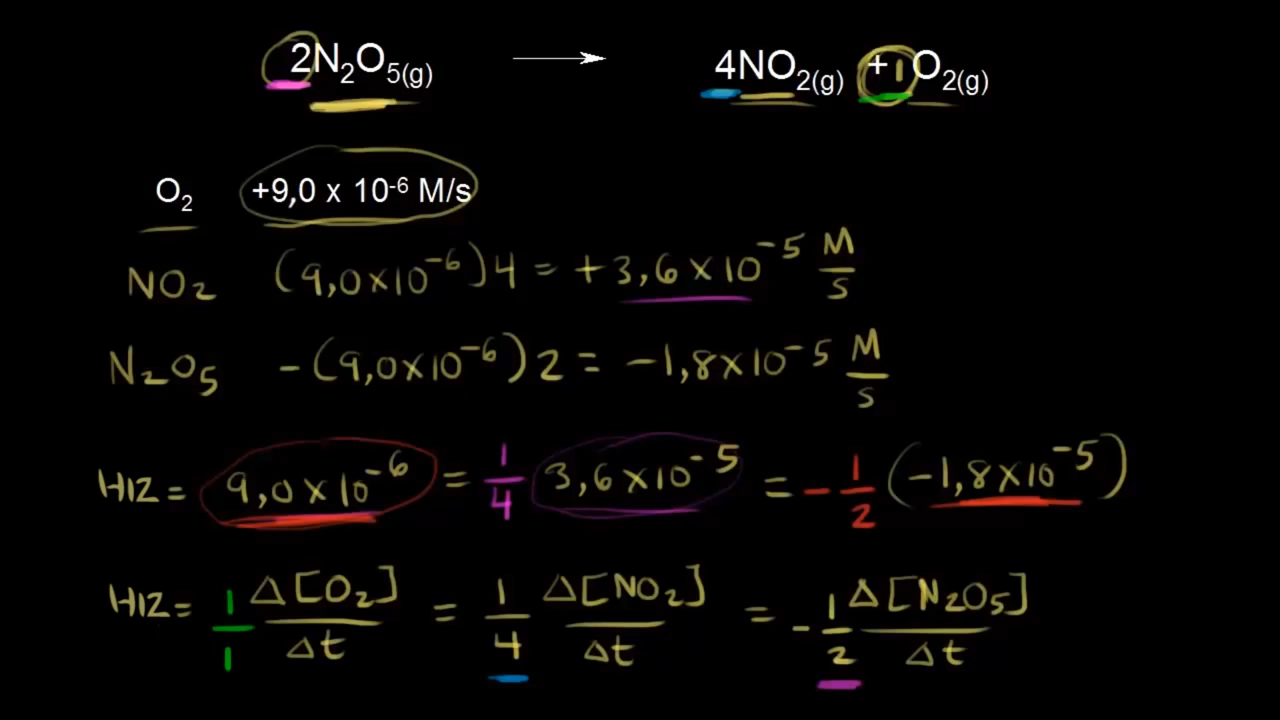 2N₂O₅(g) ⟶ 4NO₂(g) + 1O₂(g)
O₂ +9,0 x 10⁻⁶ M/s
NO₂ (9,0x10⁻⁶)4 = +3,6x10⁻⁵ M/s
N₂O₅ -(9,0x10⁻⁶)2 = -1,8x10⁻⁵ M/s
HIZ = 9,0x10⁻⁶ = 1/4 3,6x10⁻⁵ = -1/2 (-1,8x10⁻⁵)
HIZ = 1/1 Δ[O₂]/Δt = 1/4 Δ[NO₂]/Δt = -1/2 Δ[N₂O₅]/Δt